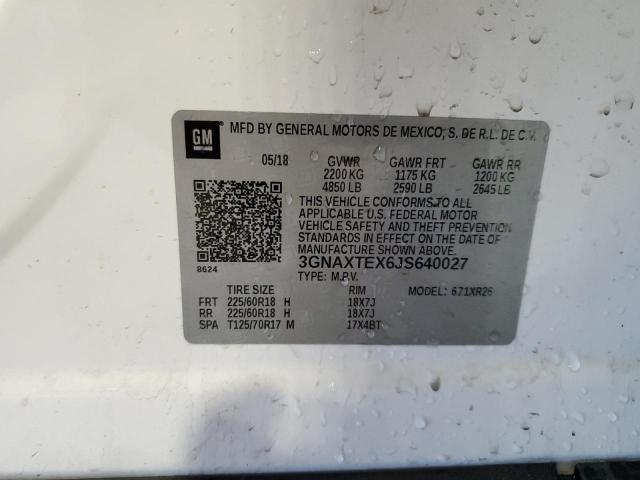 GM MFD BY GENERAL MOTORS DE MEXICO, S. DE R.L. DE C.V.
05/18 GVWR GAWR FRT GAWR RR
2200 KG 1175 KG 1200 KG
4850 LB 2590 LB 2645 LB
THIS VEHICLE CONFORMS TO ALL
APPLICABLE U.S. FEDERAL MOTOR
VEHICLE SAFETY, BUMPER, AND THEFT
PREVENTION STANDARDS IN EFFECT ON
THE DATE OF MANUFACTURE SHOWN ABOVE.
8624 3GNAXTEX6JS640027
TYPE: M.P.V.
TIRE SIZE RIM MODEL: 671XR26
FRT 225/60R18 H 18X7J
RR 225/60R18 H 18X7J
SPA T125/70R17 M 17X4BT